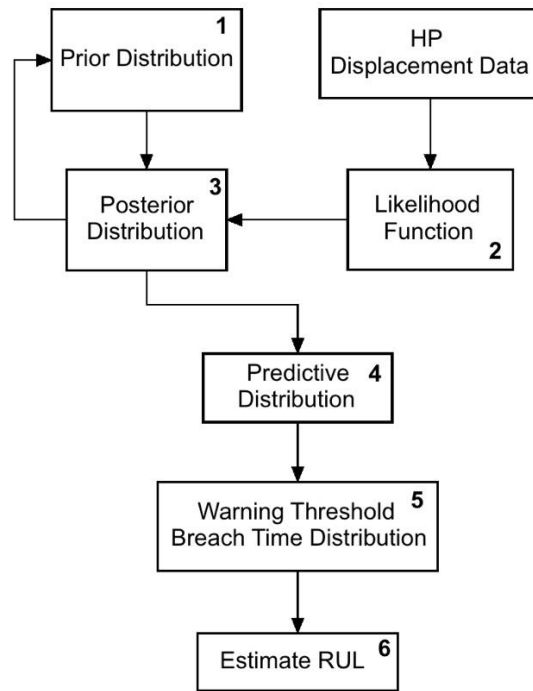 1
Prior Distribution
HP
Displacement Data
3
Posterior
Distribution
Likelihood
Function
2
Predictive 4
Distribution
5
Warning Threshold
Breach Time Distribution
6
Estimate RUL